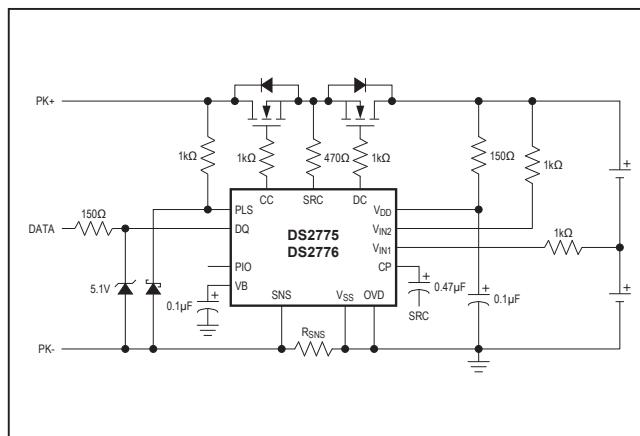 PK+
1kΩ
1kΩ
470Ω
1kΩ
150Ω
1kΩ
CC
SRC
DC
PLS
VDD
DATA
150Ω
DQ
DS2775
DS2776
VIN2
VIN1
1kΩ
PIO
CP
5.1V
VB
0.1µF
SNS
VSS
OVD
0.47µF
SRC
0.1µF
PK-
RSNS
+
+
+
+
+